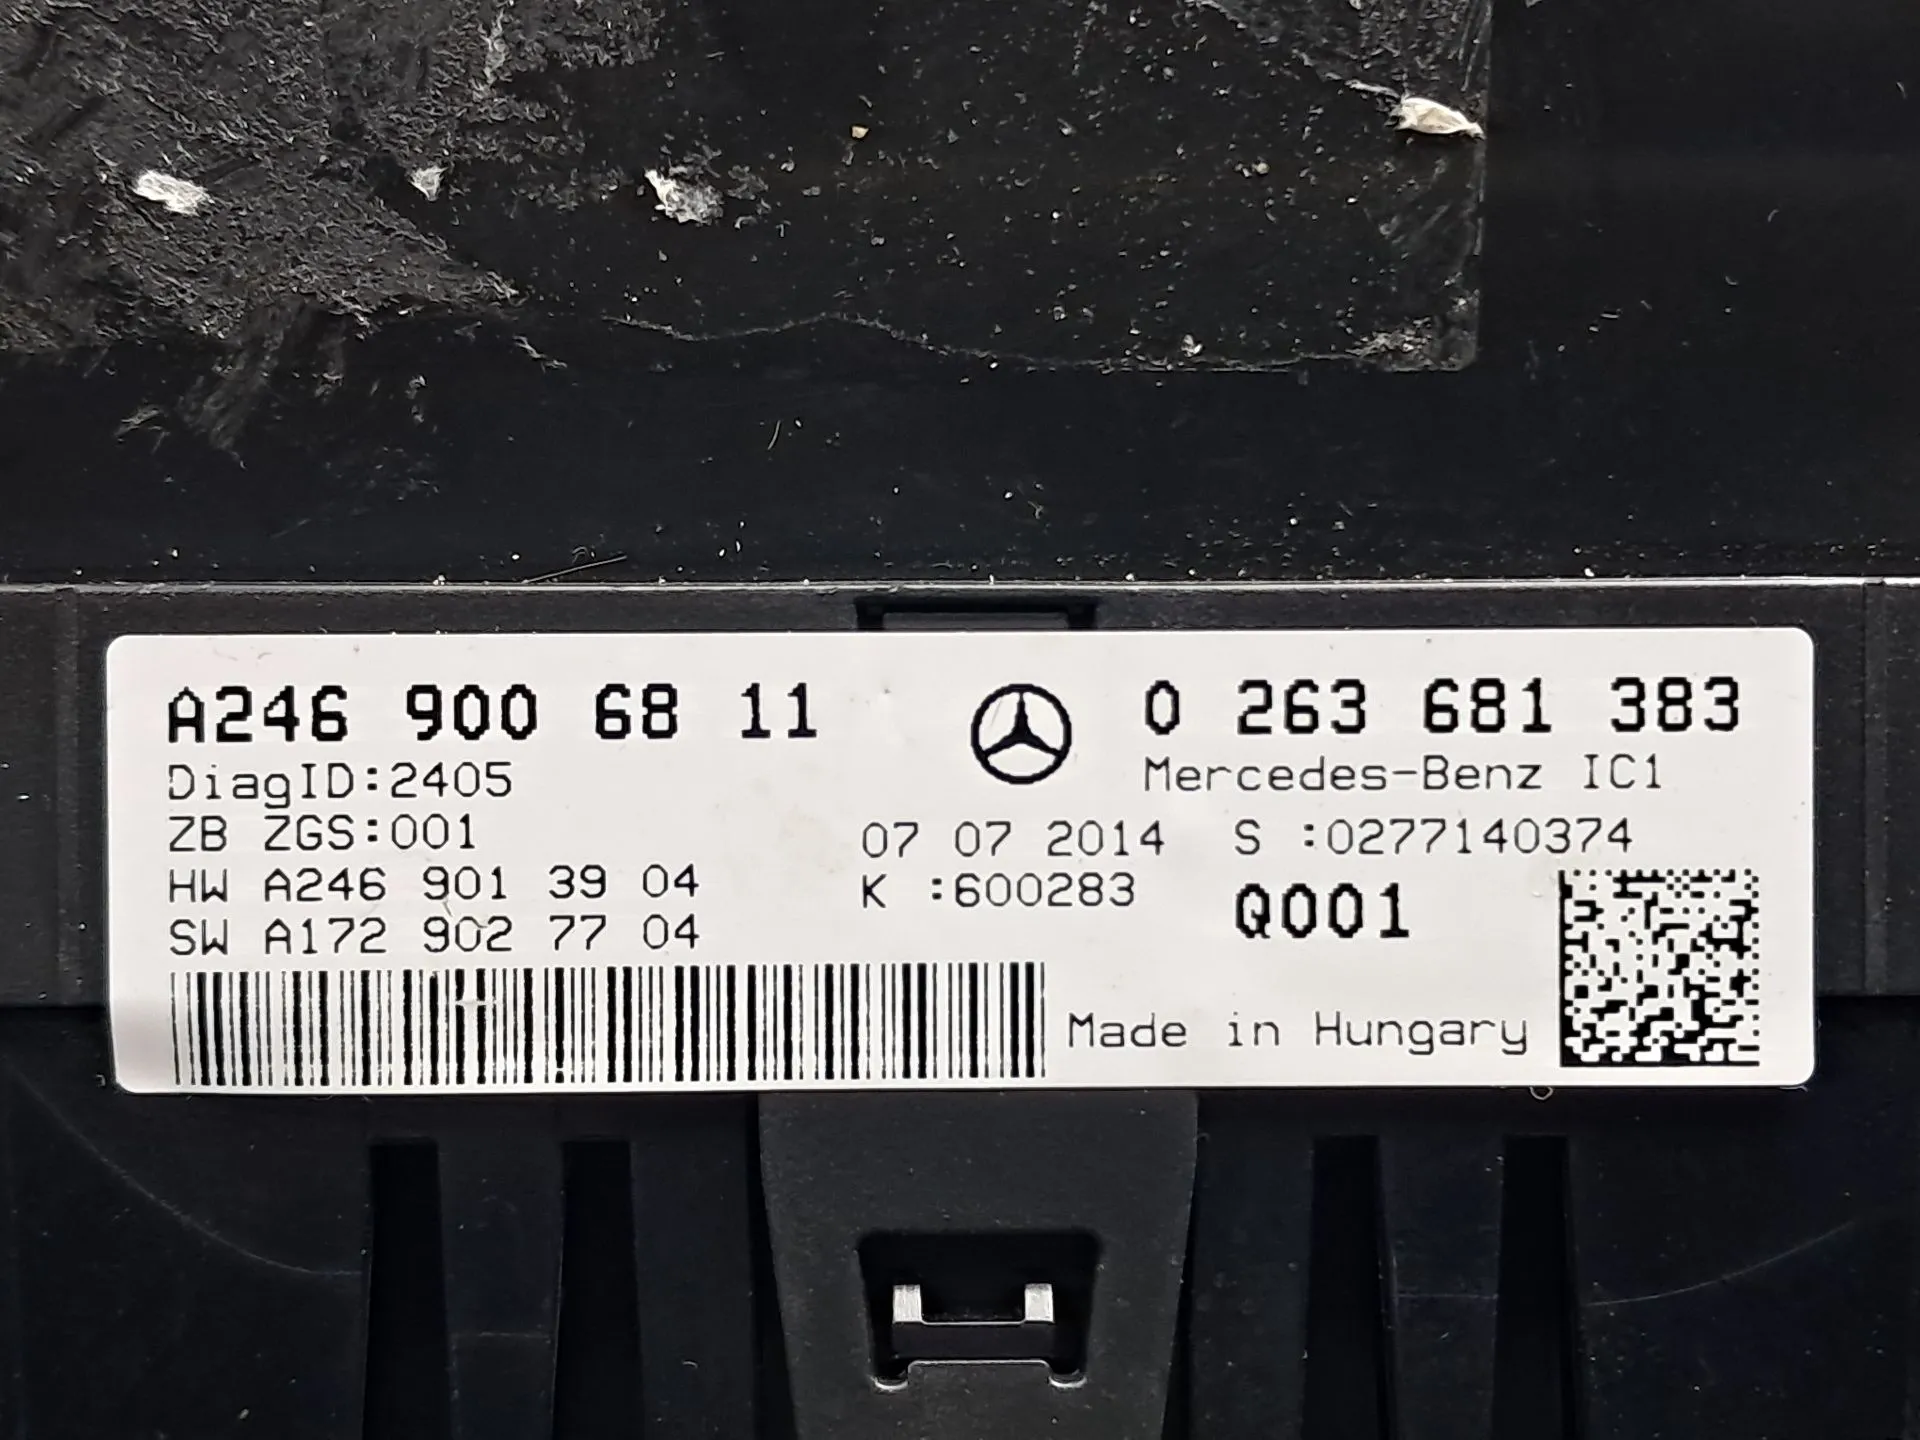 A246 900 68 11
DiagID:2405
ZB ZGS:001
HW A246 901 39 04
SW A172 902 77 04
07 07 2014
K :600283
0 263 681 383
Mercedes-Benz IC1
S :0277140374
Q001
Made in Hungary